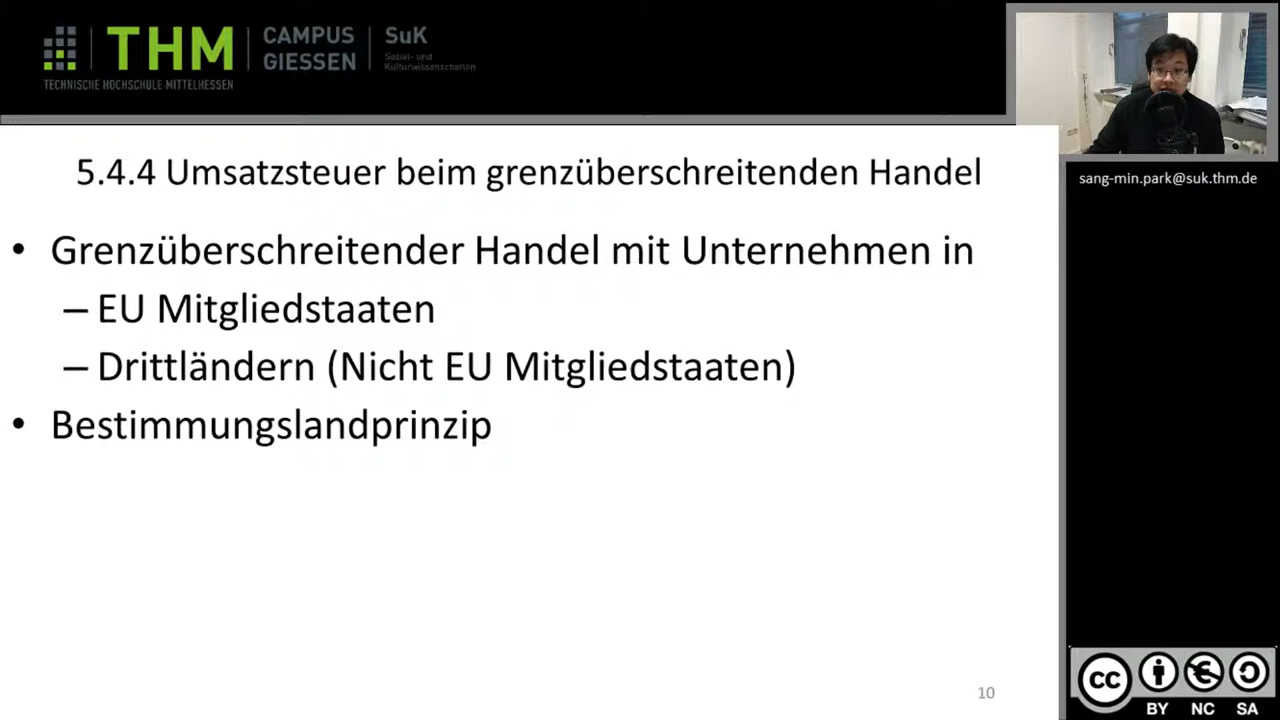 THM
CAMPUS
GIESSEN
SuK
Sozial- und
Kulturwissenschaften
TECHNISCHE HOCHSCHULE MITTELHESSEN
5.4.4 Umsatzsteuer beim grenzüberschreitenden Handel
• Grenzüberschreitender Handel mit Unternehmen in
– EU Mitgliedstaaten
– Drittländern (Nicht EU Mitgliedstaaten)
• Bestimmungslandprinzip
sang-min.park@suk.thm.de
10
CC
BY NC SA